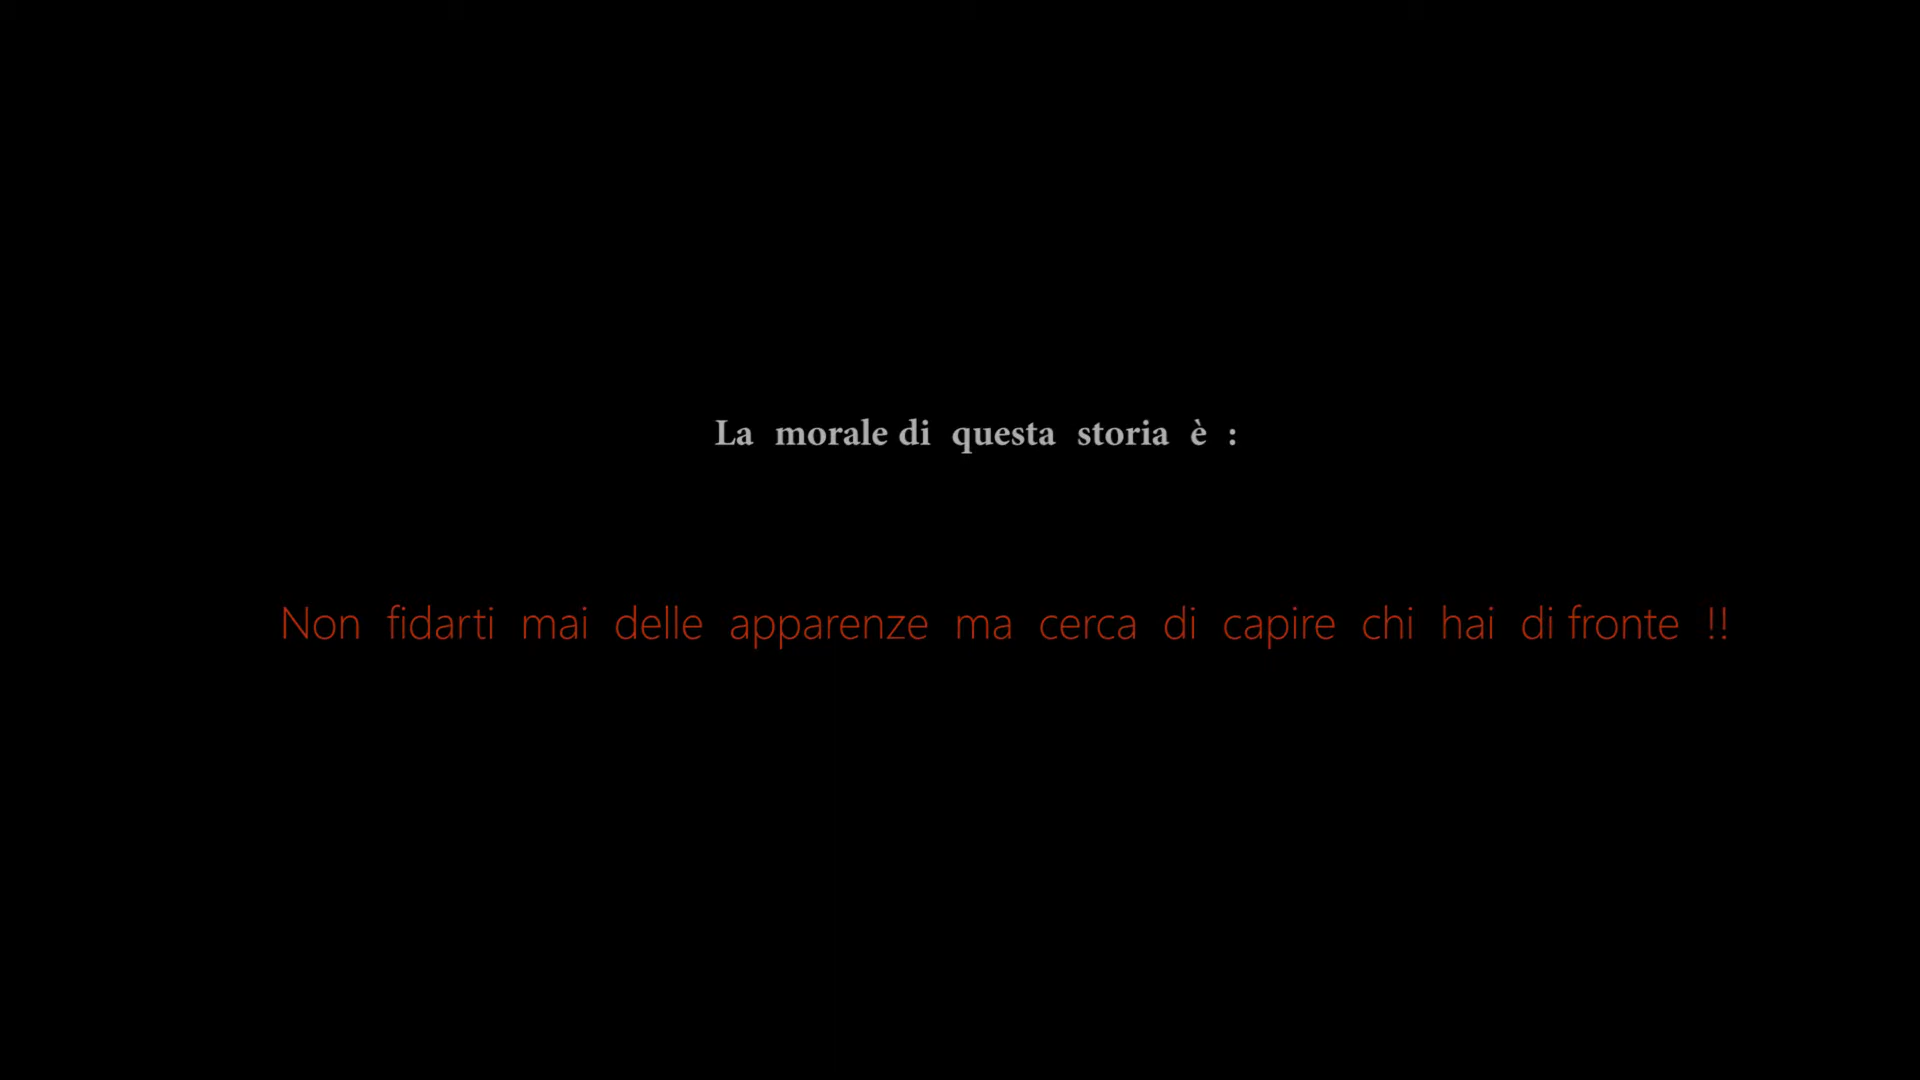 La morale di questa storia è :
Non fidarti mai delle apparenze ma cerca di capire chi hai di fronte !!